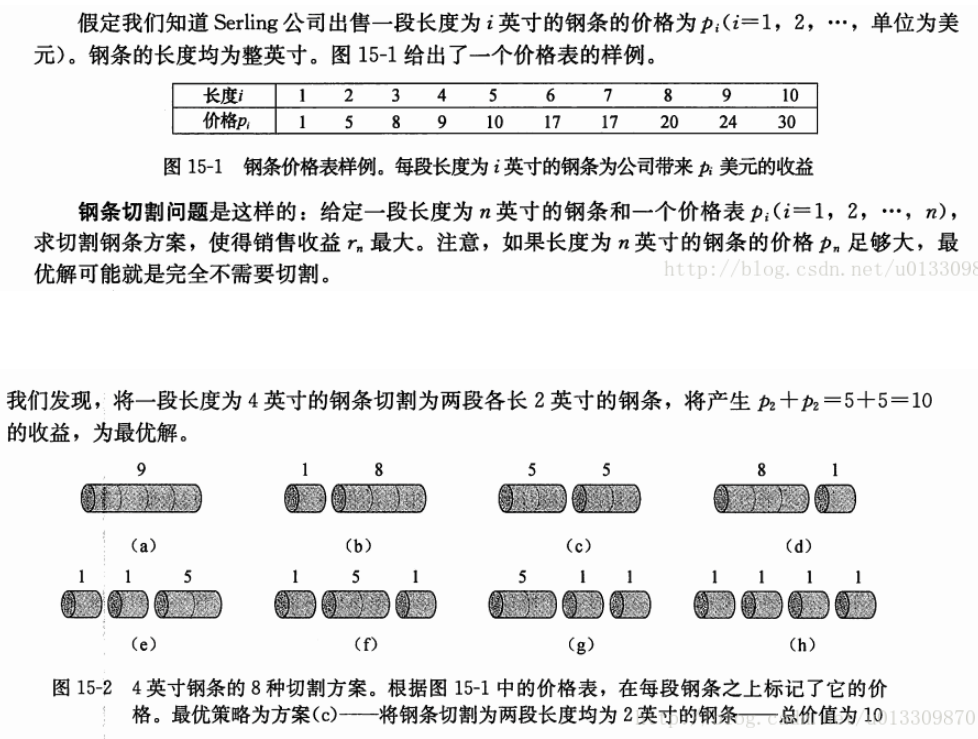 假定我们知道 Serling 公司出售一段长度为 i 英寸的钢条的价格为 pᵢ(i=1，2，…，单位为美
元)。钢条的长度均为整英寸。图 15-1 给出了一个价格表的样例。
长度i 1 2 3 4 5 6 7 8 9 10
价格pᵢ 1 5 8 9 10 17 17 20 24 30
图 15-1 钢条价格表样例。每段长度为 i 英寸的钢条为公司带来 pᵢ 美元的收益
钢条切割问题是这样的：给定一段长度为 n 英寸的钢条和一个价格表 pᵢ(i=1，2，…，n)，
求切割钢条方案，使得销售收益 rₙ 最大。注意，如果长度为 n 英寸的钢条的价格 pₙ 足够大，最
优解可能就是完全不需要切割。
http://blog.csdn.net/u0133098
我们发现，将一段长度为 4 英寸的钢条切割为两段各长 2 英寸的钢条，将产生 p₂+p₂=5+5=10
的收益，为最优解。
9 1 8 5 5 8 1
(a) (b) (c) (d)
1 1 5 1 5 1 5 1 1 1 1 1 1
(e) (f) (g) (h)
图 15-2 4 英寸钢条的 8 种切割方案。根据图 15-1 中的价格表，在每段钢条之上标记了它的价
格。最优策略为方案(c)——将钢条切割为两段长度均为 2 英寸的钢条——总价值为 10
013309870